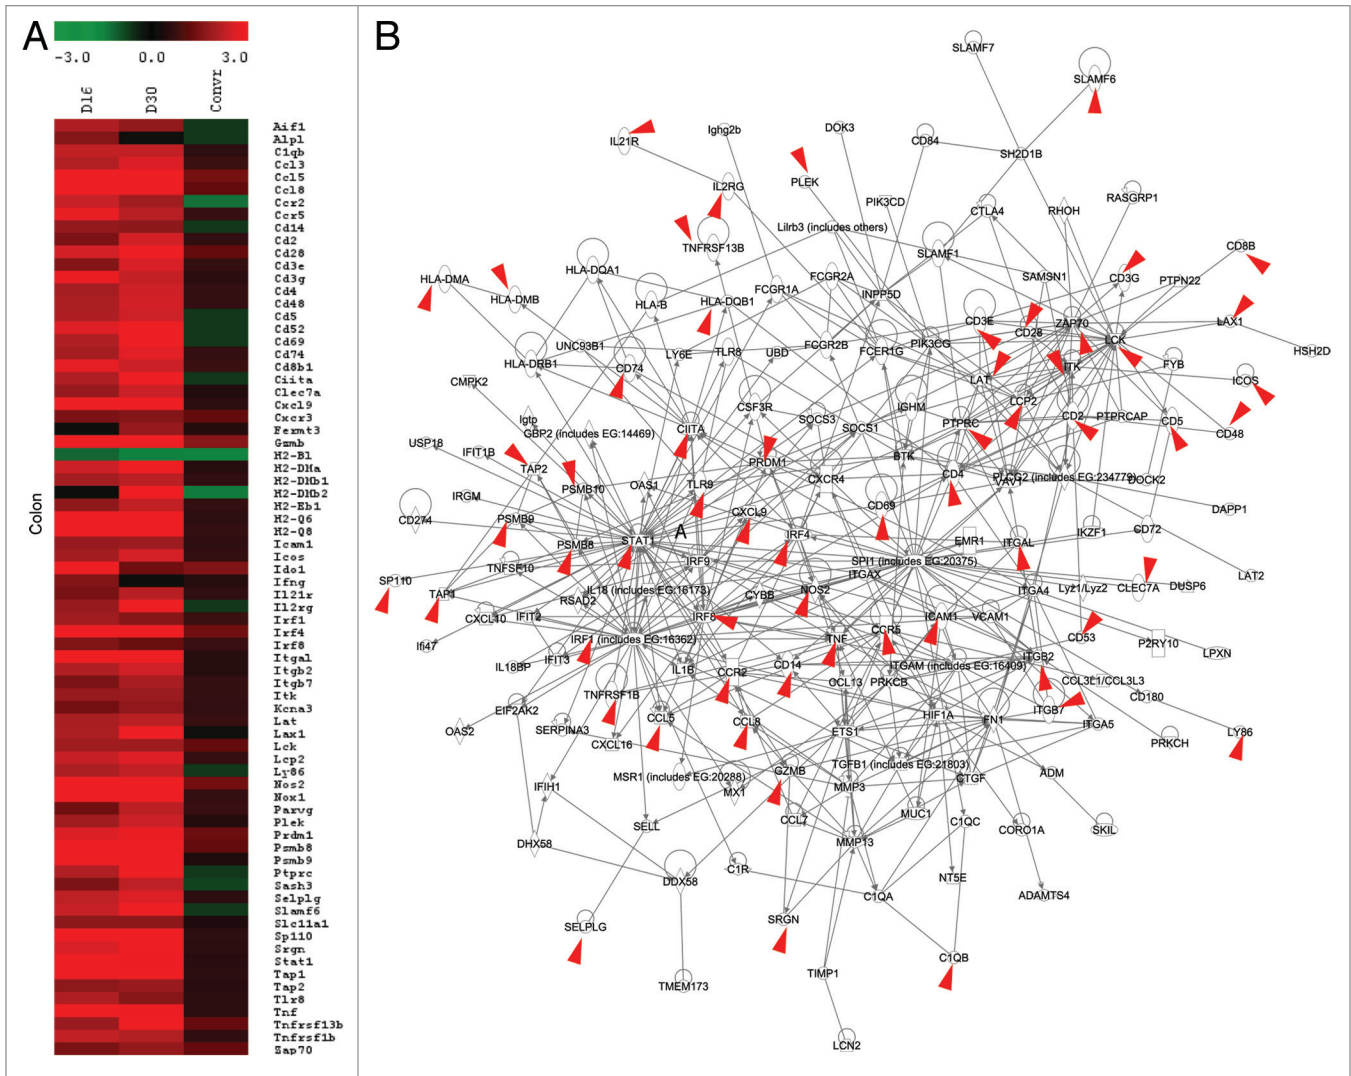 A
-3.0 0.0 3.0
D16 D30 Convr
Colon
Aif1
Alpl
C1qb
Ccl3
Ccl5
Ccl8
Ccr2
Ccr5
Cd14
Cd2
Cd28
Cd3e
Cd3g
Cd4
Cd48
Cd5
Cd52
Cd69
Cd74
Cd8b1
Ciita
Clec7a
Cxcl9
Cxcr3
Fermt3
Gzmb
H2-Bl
H2-DMa
H2-DMb1
H2-DMb2
H2-Eb1
H2-Q6
H2-Q8
Icam1
Icos
Ido1
Ifng
Il21r
Il2rg
Irf1
Irf4
Irf8
Itgal
Itgb2
Itgb7
Itk
Kcna3
Lat
Lax1
Lck
Lcp2
Ly86
Nos2
Nox1
Parvg
Plek
Prdm1
Psmb8
Psmb9
Ptprc
Sash3
Selplg
Slamf6
Slc11a1
Sp110
Srgn
Stat1
Tap1
Tap2
Tlr8
Tnf
Tnfrsf13b
Tnfrsf1b
Zap70
B
SLAMF7
SLAMF6
IL21R
Ighg2b
DOK3
CD84
SH2D1B
IL2RG
PLEK
PIK3CD
CTLA4
RHOH
RASGRP1
Lilrb3 (includes others)
TNFRSF13B
SLAMF1
CD8B
HLA-DMA
HLA-DQA1
HLA-DMB
HLA-B
HLA-DQB1
FCGR1A
FCGR2A
INPP5D
SAMSN1
CD3G
PTPN22
CD3E
CD28
ZAP70
LAX1
UNC93B1
HLA-DRB1
CD74
LY6E
TLR8
UBD
FCGR2B
FCER1G
PIK3CG
LCK
HSH2D
CMPK2
LAT
ITK
FYB
ICOS
Igtp
GBP2 (includes EG:14469)
CIITA
CSF3R
SOCS3
SOCS1
IGHM
PTPRC
LCP2
CD2
PTPRCAP
CD5
CD48
USP18
IFIT1B
TAP2
PSMB10
OAS1
TLR9
PRDM1
CXCR4
BTK
CD4
VAV1
PLCG2 (includes EG:234779)
DOCK2
IRGM
CD274
PSMB9
PSMB8
STAT1
A
CXCL9
IRF4
CD69
EMR1
ITGAL
IKZF1
CD72
DAPP1
SP110
TAP1
TNFSF10
IRF9
SPI1 (includes EG:20375)
ITGAX
IL18 (includes EG:16173)
RSAD2
CYBB
NOS2
ITGA4
Lyz1/Lyz2
CLEC7A
DUSP6
LAT2
CXCL10
IFIT2
IRF8
ICAM1
VCAM1
Ifi47
IRF1 (includes EG:16362)
TNF
CCR5
CD53
P2RY10
LPXN
IL18BP
IFIT3
IL1B
CCR2
CD14
CCL13
PRKCB
ITGAM (includes EG:16409)
ITGB2
CCL3L1/CCL3L3
CD180
TNFRSF1B
EIF2AK2
OAS2
SERPINA3
CXCL16
CCL5
CCL8
ETS1
HIF1A
FN1
ITGB7
ITGA5
PRKCH
LY86
MSR1 (includes EG:20288)
IFIH1
MX1
GZMB
TGFB1 (includes EG:21803)
MMP3
CTGF
ADM
SELL
CCL7
MUC1
C1QC
CORO1A
SKIL
DHX58
MMP13
DDX58
C1R
C1QA
NT5E
ADAMTS4
SELPLG
SRGN
C1QB
TMEM173
TIMP1
LCN2